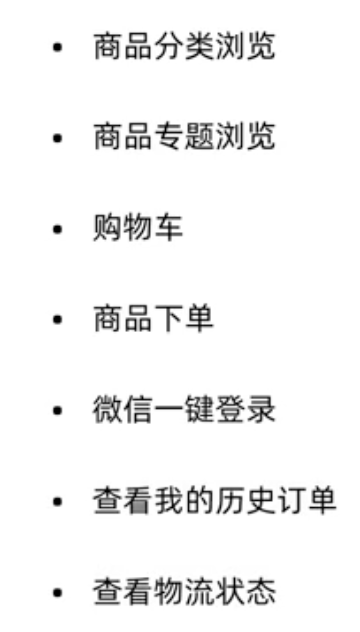 • 商品分类浏览
• 商品专题浏览
• 购物车
• 商品下单
• 微信一键登录
• 查看我的历史订单
• 查看物流状态